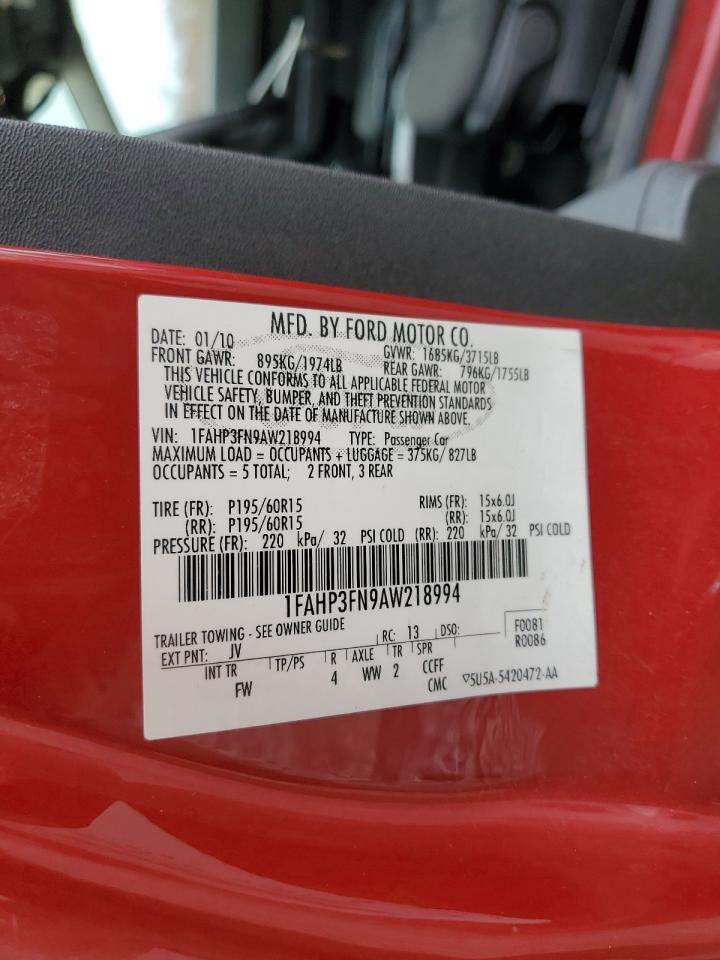 MFD. BY FORD MOTOR CO.
DATE: 01/10 GVWR: 1685KG/3715LB
FRONT GAWR: 895KG/1974LB REAR GAWR: 796KG/1755LB
THIS VEHICLE CONFORMS TO ALL APPLICABLE FEDERAL MOTOR
VEHICLE SAFETY, BUMPER, AND THEFT PREVENTION STANDARDS
IN EFFECT ON THE DATE OF MANUFACTURE SHOWN ABOVE.
VIN: 1FAHP3FN9AW218994 TYPE: Passenger Car
MAXIMUM LOAD = OCCUPANTS + LUGGAGE = 375KG/ 827LB
OCCUPANTS = 5 TOTAL; 2 FRONT, 3 REAR
TIRE (FR): P195/60R15 RIMS (FR): 15x6.0J
(RR): P195/60R15 (RR): 15x6.0J
PRESSURE (FR): 220 kPa/ 32 PSI COLD (RR): 220 kPa/ 32 PSI COLD
1FAHP3FN9AW218994
TRAILER TOWING - SEE OWNER GUIDE RC: 13 DSO: F0081
EXT PNT: JV R0086
INT TR TP/PS R AXLE TR SPR
FW 4 WW 2 CCFF
CMC ▽5U5A-5420472-AA